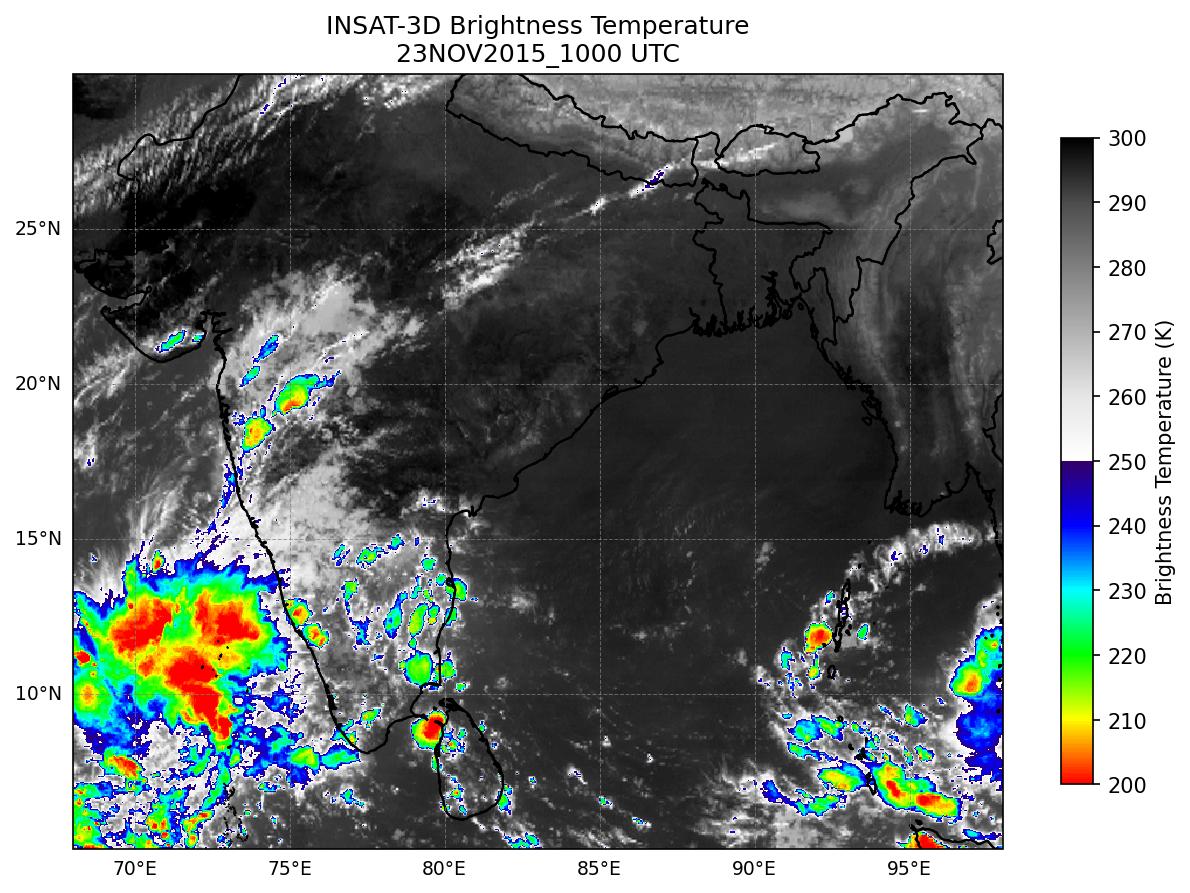 INSAT-3D Brightness Temperature
23NOV2015_1000 UTC
25°N
20°N
15°N
10°N
70°E
75°E
80°E
85°E
90°E
95°E
300
290
280
270
260
250
240
230
220
210
200
Brightness Temperature (K)